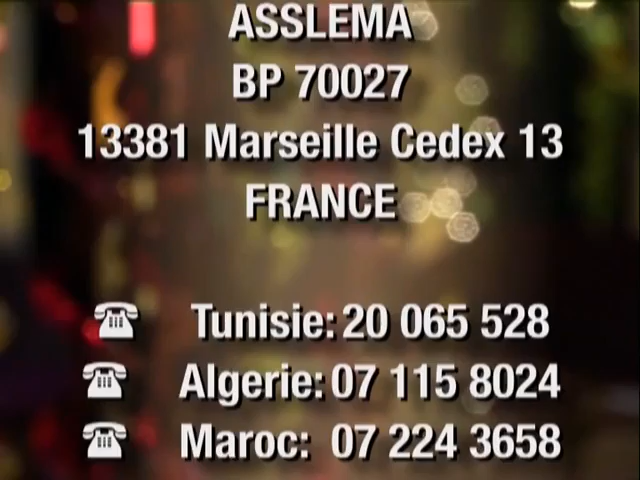 ASSLEMA
BP 70027
13381 Marseille Cedex 13
FRANCE
Tunisie: 20 065 528
Algerie: 07 115 8024
Maroc: 07 224 3658